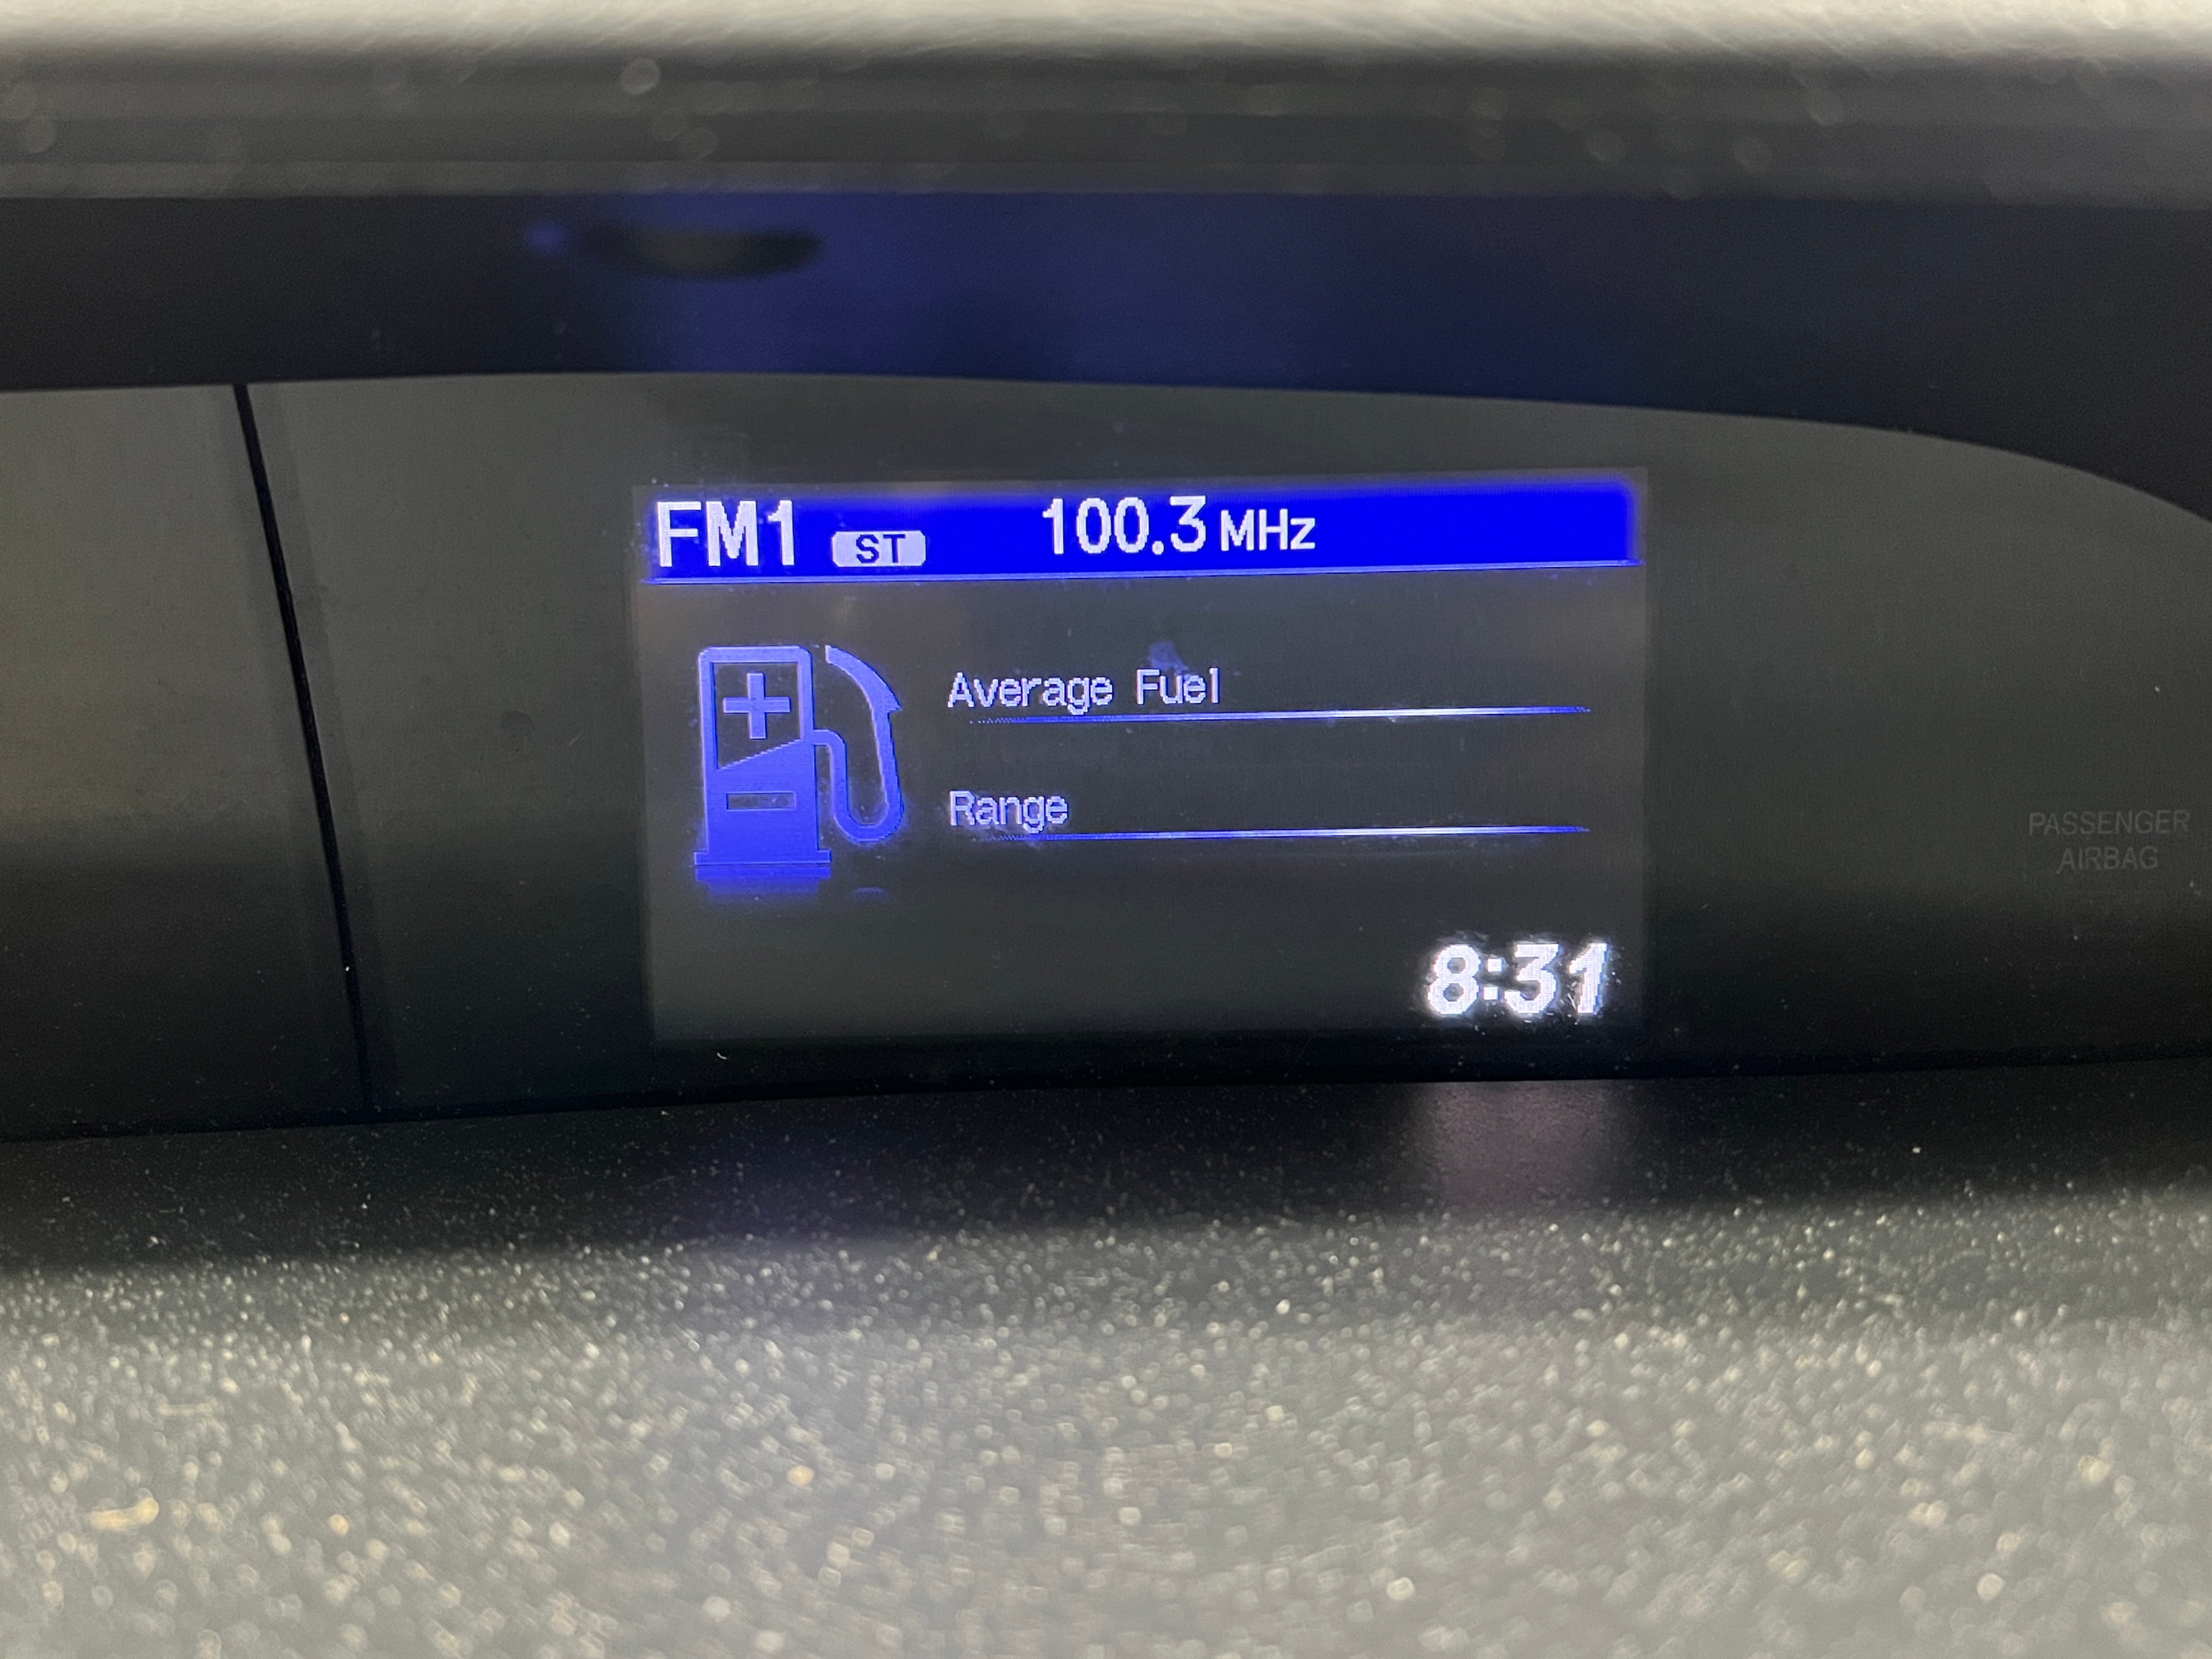 FM1 ST 100.3 MHz
Average Fuel
Range
8:31
PASSENGER
AIRBAG